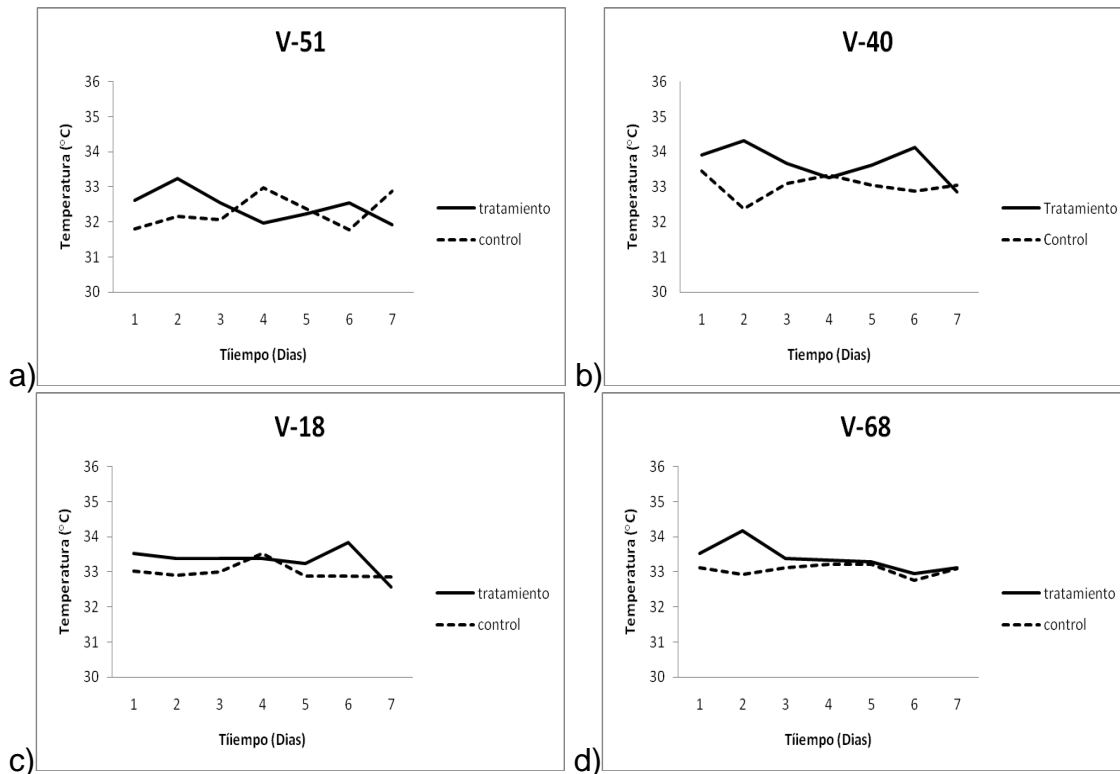 V-51
36
35
34
33
32
31
30
Temperatura (°C)
1 2 3 4 5 6 7
Tíiempo (Dias)
tratamiento
control
a)
V-40
36
35
34
33
32
31
30
Temperatura (°C)
1 2 3 4 5 6 7
Tiempo (Dias)
Tratamiento
Control
b)
V-18
36
35
34
33
32
31
30
Temperatura (°C)
1 2 3 4 5 6 7
Tíiempo (Dias)
tratamiento
control
c)
V-68
36
35
34
33
32
31
30
Temperatura (°C)
1 2 3 4 5 6 7
Tíiempo (Dias)
tratamiento
control
d)